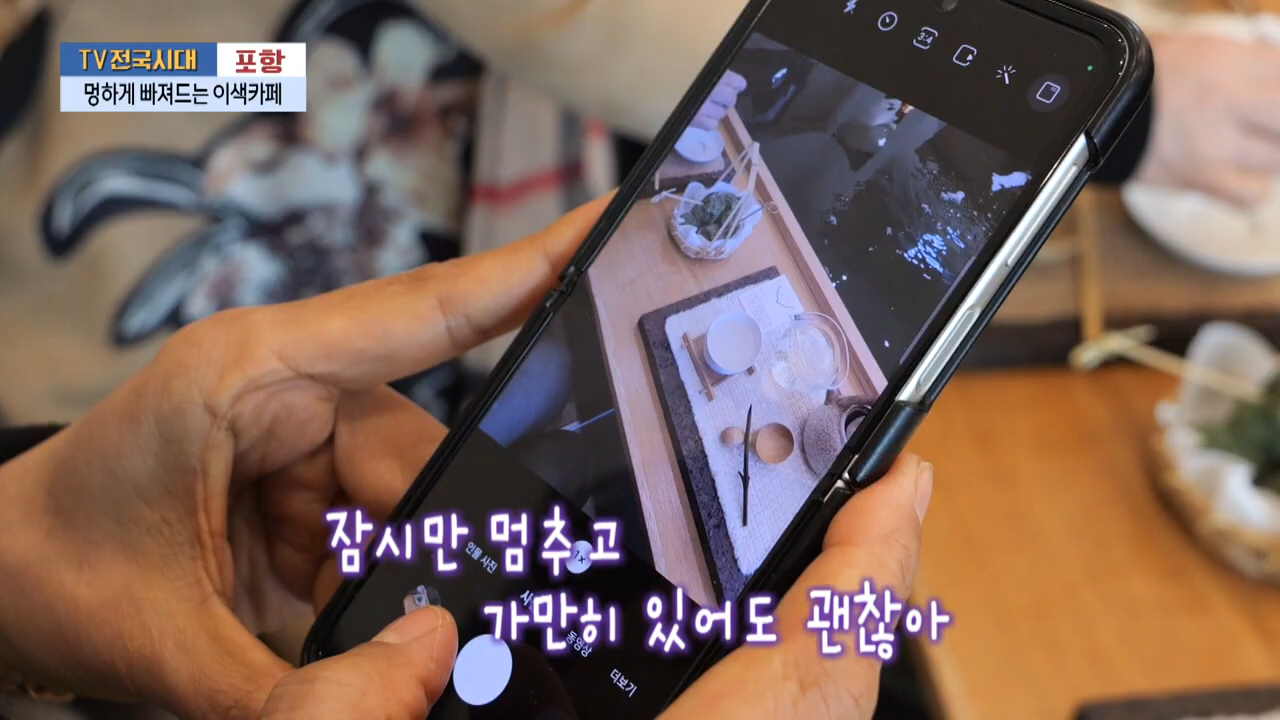 TV전국시대 포항
멍하게 빠져드는 이색카페
3:4
잠시만 멈추고
인물 사진
가만히 있어도 괜찮아
동영상
더보기